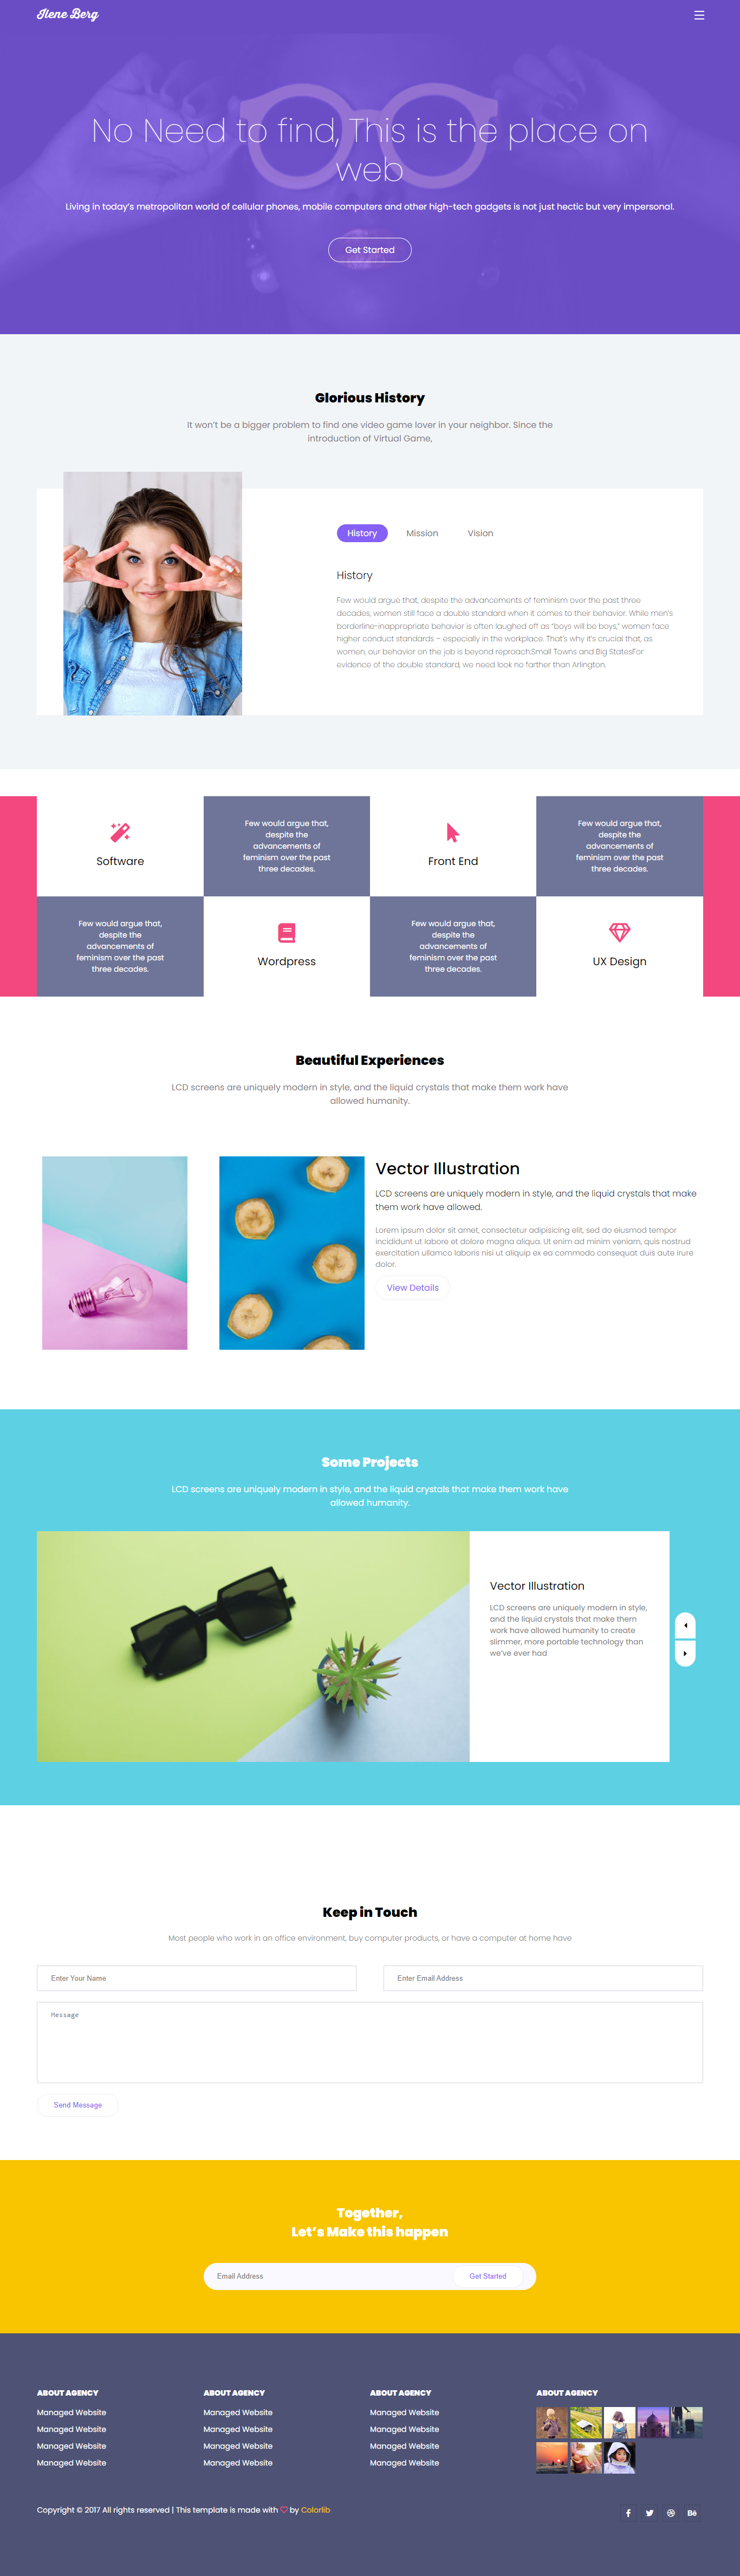 Ilene Berg
No Need to find, This is the place on
web
Living in today's metropolitan world of cellular phones, mobile computers and other high-tech gadgets is not just hectic but very impersonal.
Get Started
Glorious History
It won't be a bigger problem to find one video game lover in your neighbor. Since the
introduction of Virtual Game,
History
Mission
Vision
History
Few would argue that, despite the advancements of feminism over the past three
decades, women still face a double standard when it comes to their behavior. While men's
borderline-inappropriate behavior is often laughed off as "boys will be boys," women face
higher conduct standards – especially in the workplace. That's why it's crucial that, as
women, our behavior on the job is beyond reproach.Small Towns and Big StatesFor
evidence of the double standard, we need look no farther than Arlington.
Software
Few would argue that,
despite the
advancements of
feminism over the past
three decades.
Front End
Few would argue that,
despite the
advancements of
feminism over the past
three decades.
Few would argue that,
despite the
advancements of
feminism over the past
three decades.
Wordpress
Few would argue that,
despite the
advancements of
feminism over the past
three decades.
UX Design
Beautiful Experiences
LCD screens are uniquely modern in style, and the liquid crystals that make them work have
allowed humanity.
Vector Illustration
LCD screens are uniquely modern in style, and the liquid crystals that make
them work have allowed.
Lorem ipsum dolor sit amet, consectetur adipisicing elit, sed do eiusmod tempor
incididunt ut labore et dolore magna aliqua. Ut enim ad minim veniam, quis nostrud
exercitation ullamco laboris nisi ut aliquip ex ea commodo consequat duis aute irure
dolor.
View Details
Some Projects
LCD screens are uniquely modern in style, and the liquid crystals that make them work have
allowed humanity.
Vector Illustration
LCD screens are uniquely modern in style,
and the liquid crystals that make them
work have allowed humanity to create
slimmer, more portable technology than
we've ever had
Keep in Touch
Most people who work in an office environment, buy computer products, or have a computer at home have
Enter Your Name
Enter Email Address
Message
Send Message
Together,
Let's Make this happen
Email Address
Get Started
ABOUT AGENCY
Managed Website
Managed Website
Managed Website
Managed Website
ABOUT AGENCY
Managed Website
Managed Website
Managed Website
Managed Website
ABOUT AGENCY
Managed Website
Managed Website
Managed Website
Managed Website
ABOUT AGENCY
Copyright © 2017 All rights reserved | This template is made with ♡ by Colorlib